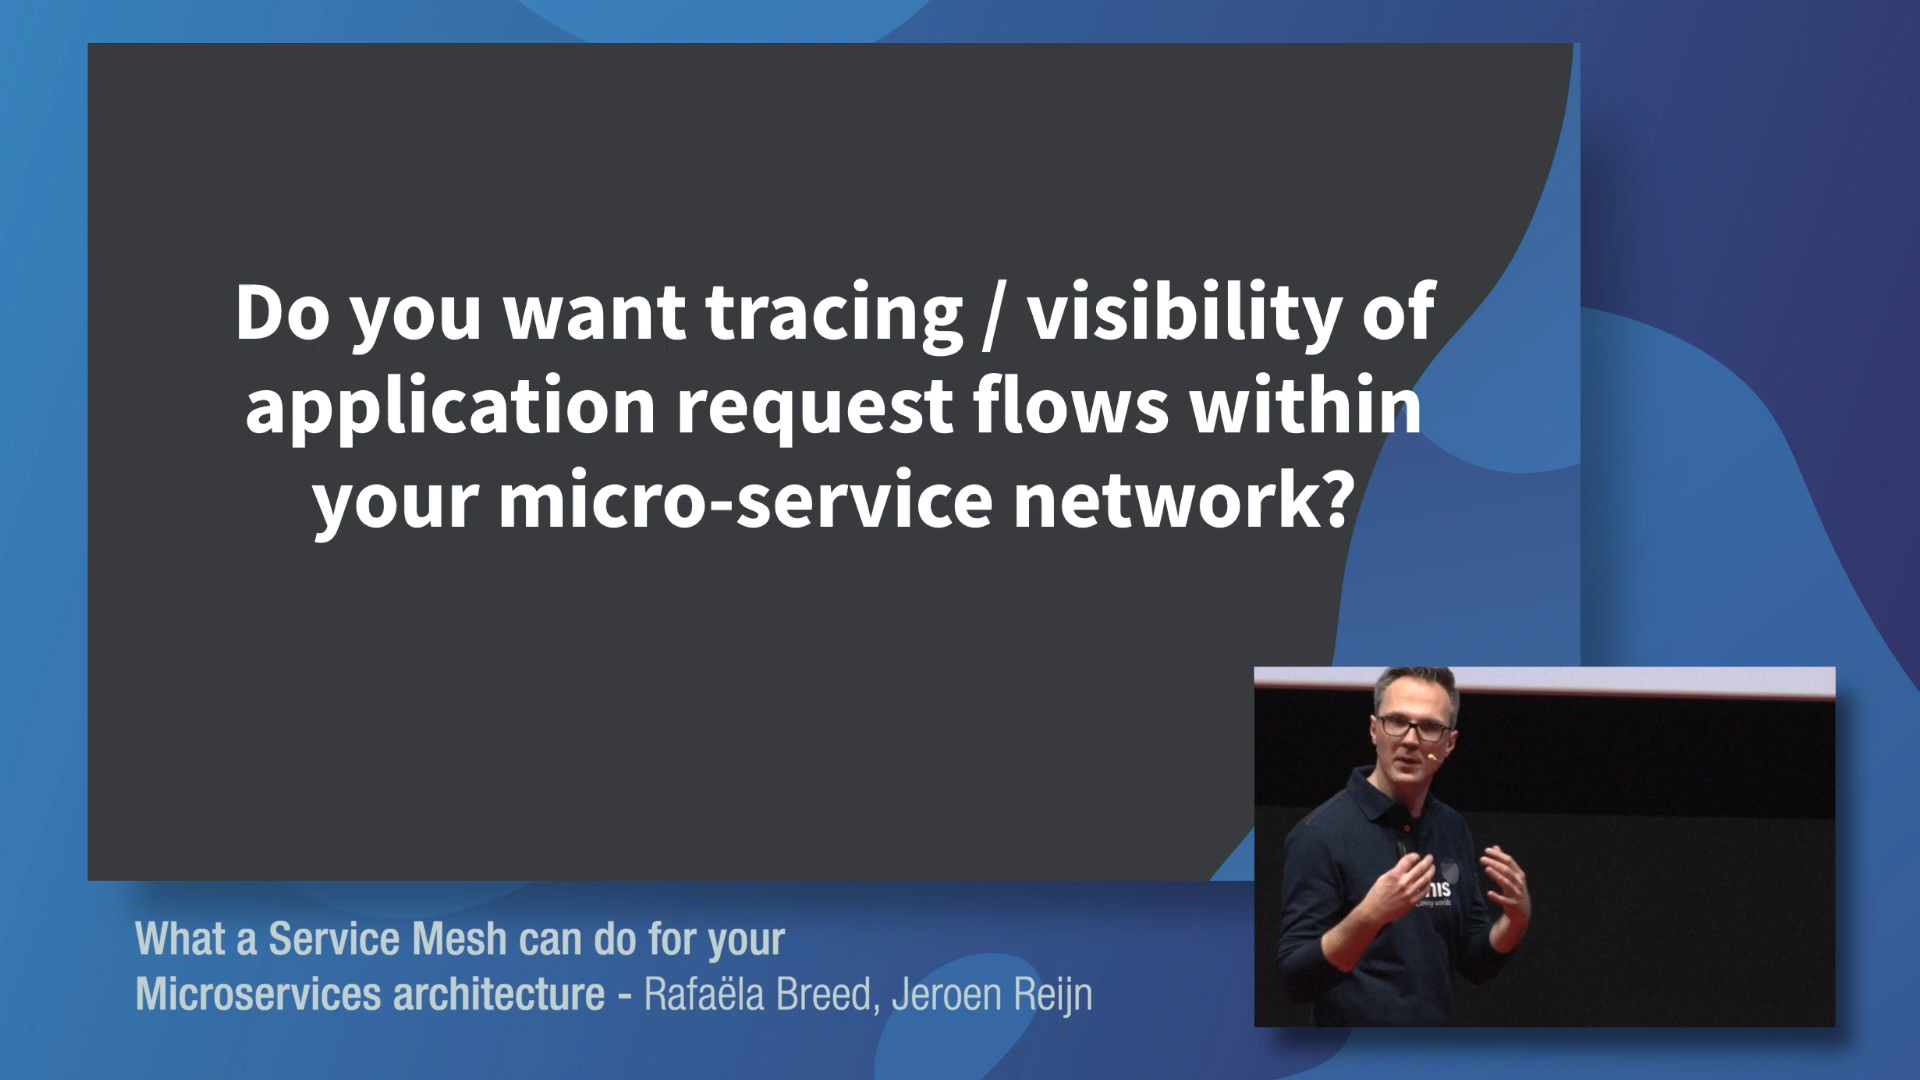 Do you want tracing / visibility of
application request flows within
your micro-service network?
What a Service Mesh can do for your
Microservices architecture - Rafaëla Breed, Jeroen Reijn